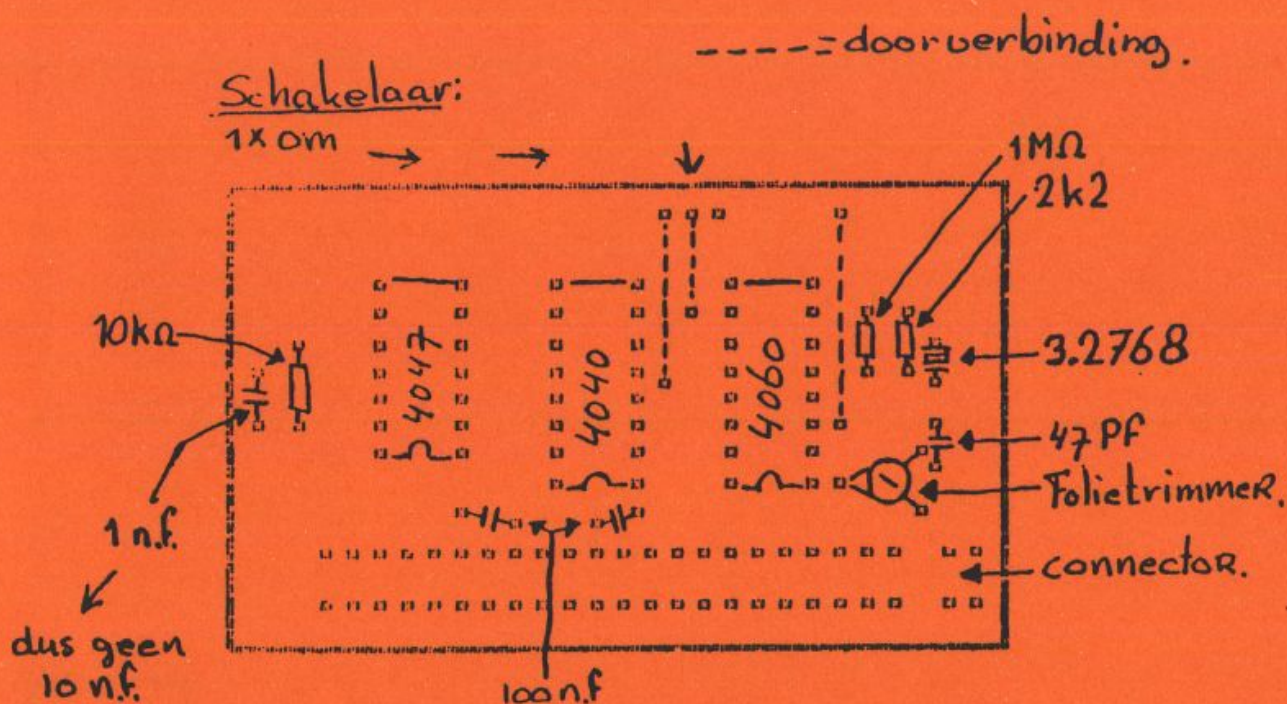 ----- = doorverbinding.
Schakelaar:
1x om
1MΩ
2k2
10kΩ
4047
4040
4060
3.2768
47 Pf
Folietrimmer.
1 n.f.
connector.
dus geen
10 n.f.
100 n.f